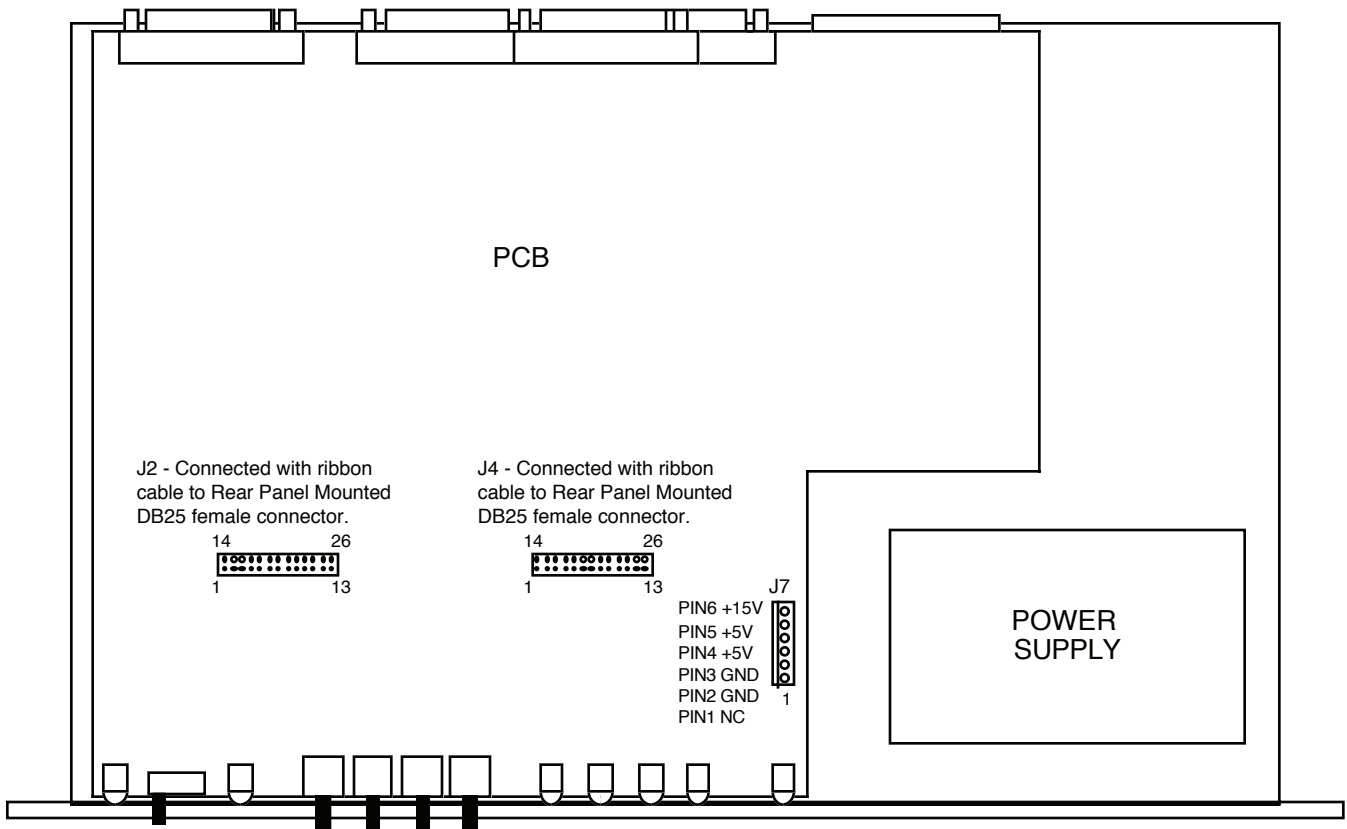 PCB
J2 - Connected with ribbon
cable to Rear Panel Mounted
DB25 female connector.
14 26
1 13
J4 - Connected with ribbon
cable to Rear Panel Mounted
DB25 female connector.
14 26
1 13
J7
PIN6 +15V
PIN5 +5V
PIN4 +5V
PIN3 GND
PIN2 GND
PIN1 NC
1
POWER
SUPPLY